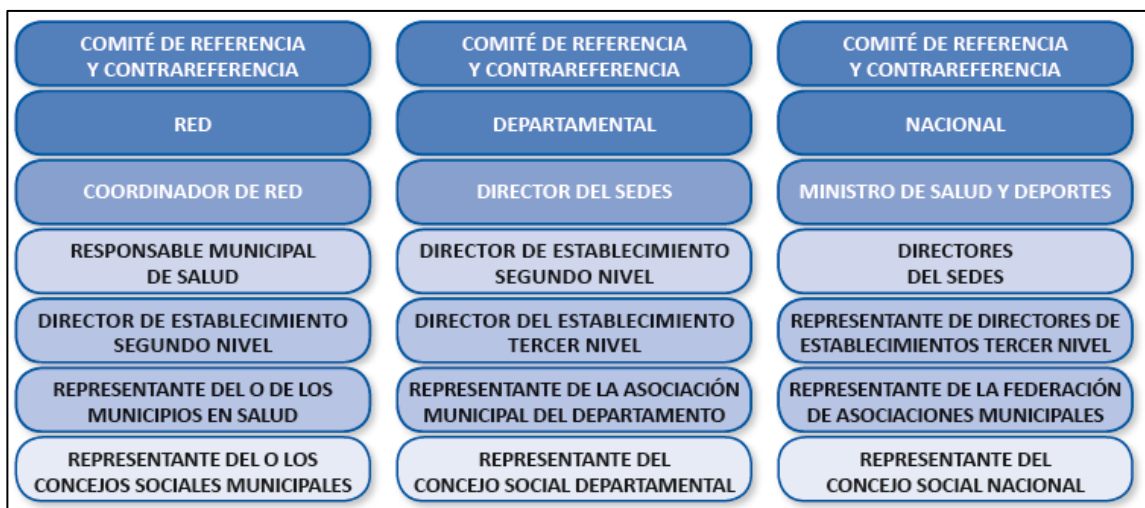 COMITÉ DE REFERENCIA
Y CONTRAREFERENCIA
RED
COORDINADOR DE RED
RESPONSABLE MUNICIPAL
DE SALUD
DIRECTOR DE ESTABLECIMIENTO
SEGUNDO NIVEL
REPRESENTANTE DEL O DE LOS
MUNICIPIOS EN SALUD
REPRESENTANTE DEL O LOS
CONCEJOS SOCIALES MUNICIPALES
COMITÉ DE REFERENCIA
Y CONTRAREFERENCIA
DEPARTAMENTAL
DIRECTOR DEL SEDES
DIRECTOR DE ESTABLECIMIENTO
SEGUNDO NIVEL
DIRECTOR DEL ESTABLECIMIENTO
TERCER NIVEL
REPRESENTANTE DE LA ASOCIACIÓN
MUNICIPAL DEL DEPARTAMENTO
REPRESENTANTE DEL
CONCEJO SOCIAL DEPARTAMENTAL
COMITÉ DE REFERENCIA
Y CONTRAREFERENCIA
NACIONAL
MINISTRO DE SALUD Y DEPORTES
DIRECTORES
DEL SEDES
REPRESENTANTE DE DIRECTORES DE
ESTABLECIMIENTOS TERCER NIVEL
REPRESENTANTE DE LA FEDERACIÓN
DE ASOCIACIONES MUNICIPALES
REPRESENTANTE DEL
CONCEJO SOCIAL NACIONAL